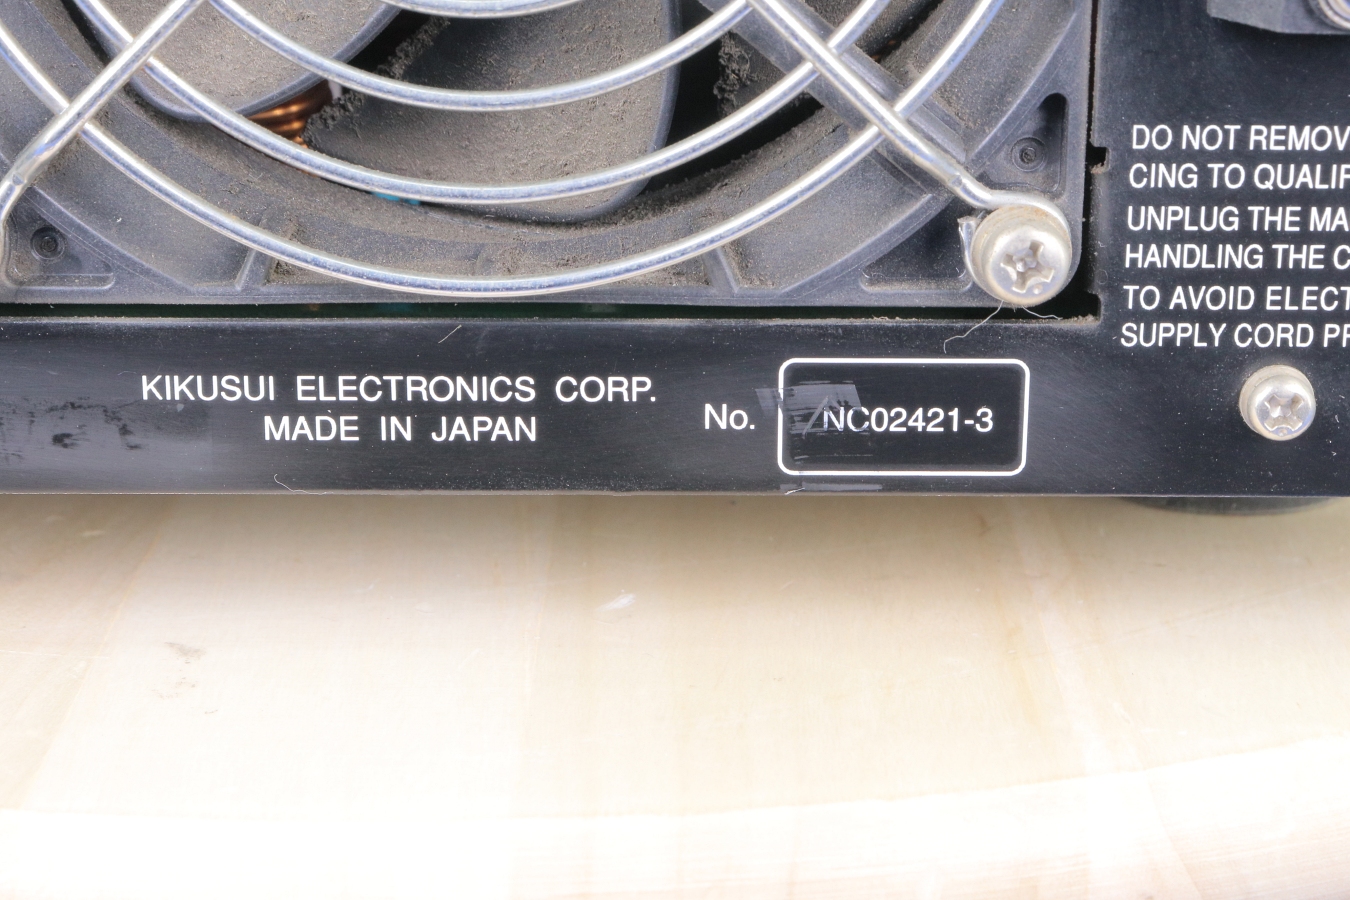 KIKUSUI ELECTRONICS CORP.
MADE IN JAPAN
No. NC02421-3
DO NOT REMOV
CING TO QUALIF
UNPLUG THE MA
HANDLING THE C
TO AVOID ELECT
SUPPLY CORD PR